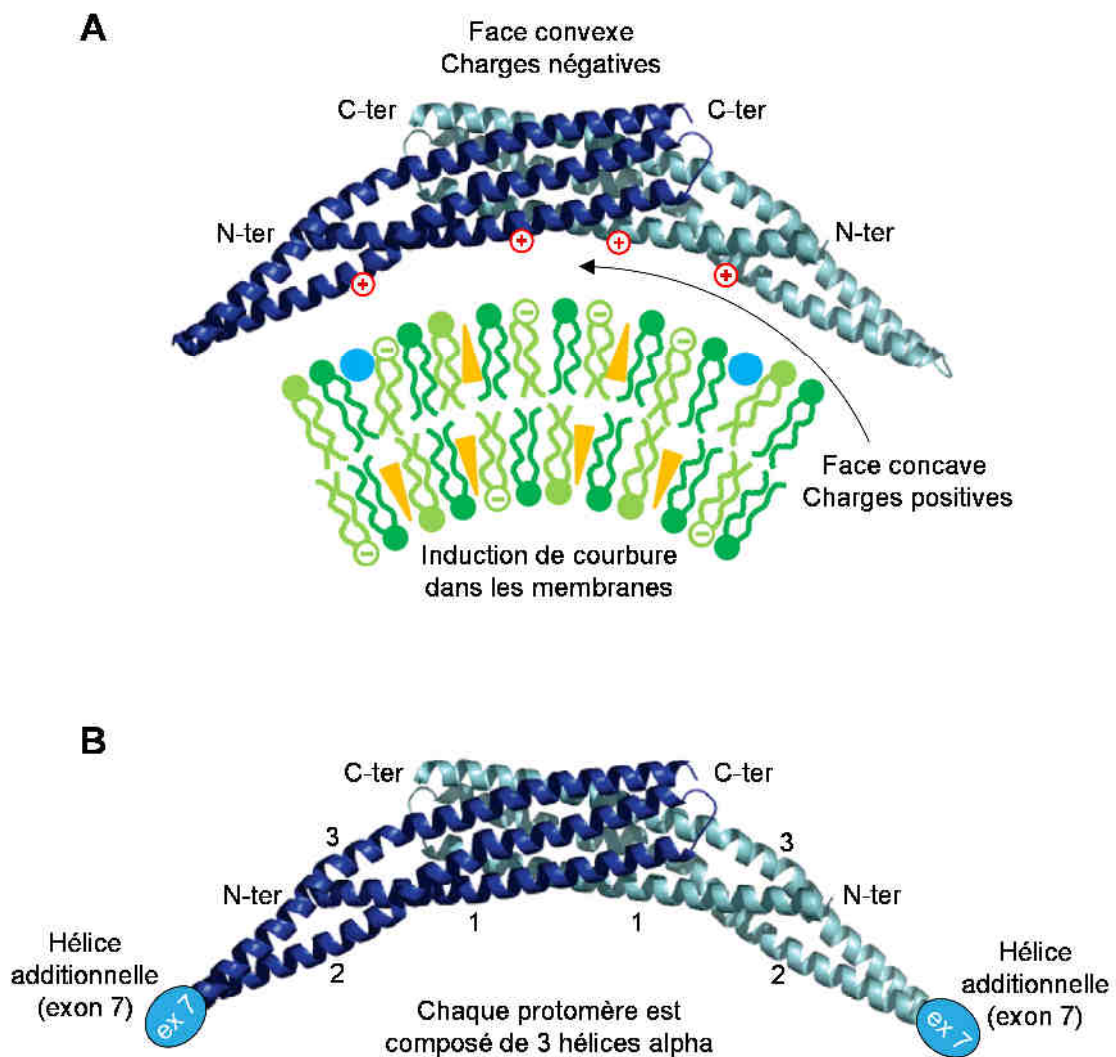 A
Face convexe
Charges négatives
C-ter
C-ter
N-ter
N-ter
+
+
+
+
Face concave
Charges positives
Induction de courbure
dans les membranes
B
C-ter
C-ter
3
3
N-ter
N-ter
1
1
2
2
Hélice
additionnelle
(exon 7)
ex 7
Chaque protomère est
composé de 3 hélices alpha
ex 7
Hélice
additionnelle
(exon 7)